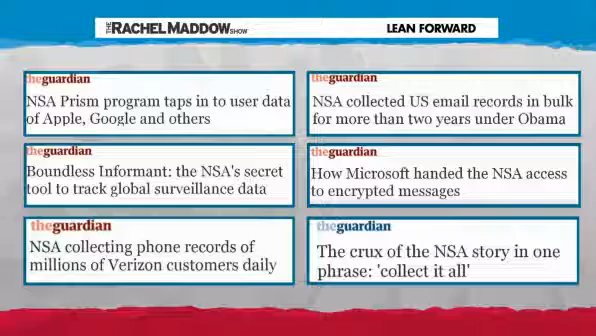 THE RACHEL MADDOW SHOW
LEAN FORWARD
theguardian
NSA Prism program taps in to user data
of Apple, Google and others
theguardian
NSA collected US email records in bulk
for more than two years under Obama
theguardian
Boundless Informant: the NSA's secret
tool to track global surveillance data
theguardian
How Microsoft handed the NSA access
to encrypted messages
theguardian
NSA collecting phone records of
millions of Verizon customers daily
theguardian
The crux of the NSA story in one
phrase: 'collect it all'